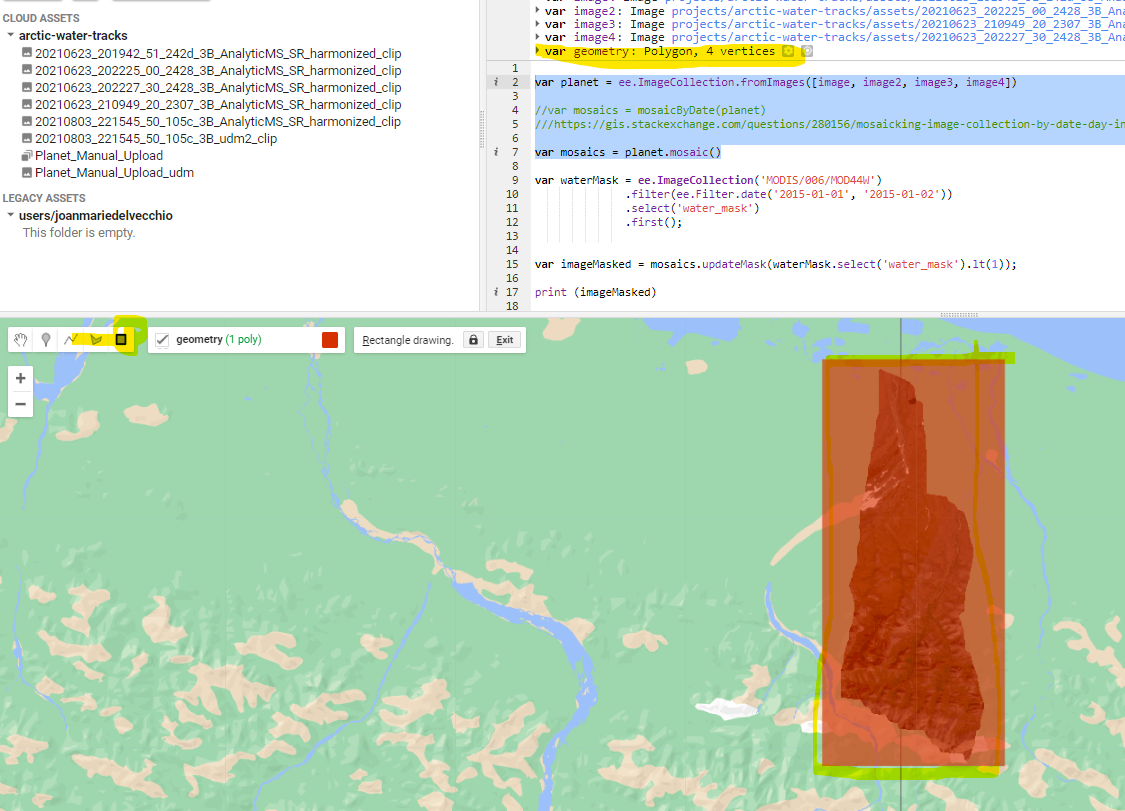 CLOUD ASSETS
arctic-water-tracks
20210623_201942_51_242d_3B_AnalyticMS_SR_harmonized_clip
20210623_202225_00_2428_3B_AnalyticMS_SR_harmonized_clip
20210623_202227_30_2428_3B_AnalyticMS_SR_harmonized_clip
20210623_210949_20_2307_3B_AnalyticMS_SR_harmonized_clip
20210803_221545_50_105c_3B_AnalyticMS_SR_harmonized_clip
20210803_221545_50_105c_3B_udm2_clip
Planet_Manual_Upload
Planet_Manual_Upload_udm
LEGACY ASSETS
users/joanmariedelvecchio
This folder is empty.
var image2: Image projects/arctic-water-tracks/assets/20210623_202225_00_2428_3B_Ana
var image3: Image projects/arctic-water-tracks/assets/20210623_210949_20_2307_3B_Ana
var image4: Image projects/arctic-water-tracks/assets/20210623_202227_30_2428_3B_Ana
var geometry: Polygon, 4 vertices
1
i 2 var planet = ee.ImageCollection.fromImages([image, image2, image3, image4])
3
4 //var mosaics = mosaicByDate(planet)
5 ///https://gis.stackexchange.com/questions/280156/mosaicking-image-collection-by-date-day-in
6
i 7 var mosaics = planet.mosaic()
8
9 var waterMask = ee.ImageCollection('MODIS/006/MOD44W')
10 .filter(ee.Filter.date('2015-01-01', '2015-01-02'))
11 .select('water_mask')
12 .first();
13
14
15 var imageMasked = mosaics.updateMask(waterMask.select('water_mask').lt(1));
16
i 17 print (imageMasked)
18
geometry (1 poly)
Rectangle drawing. Exit
+
−